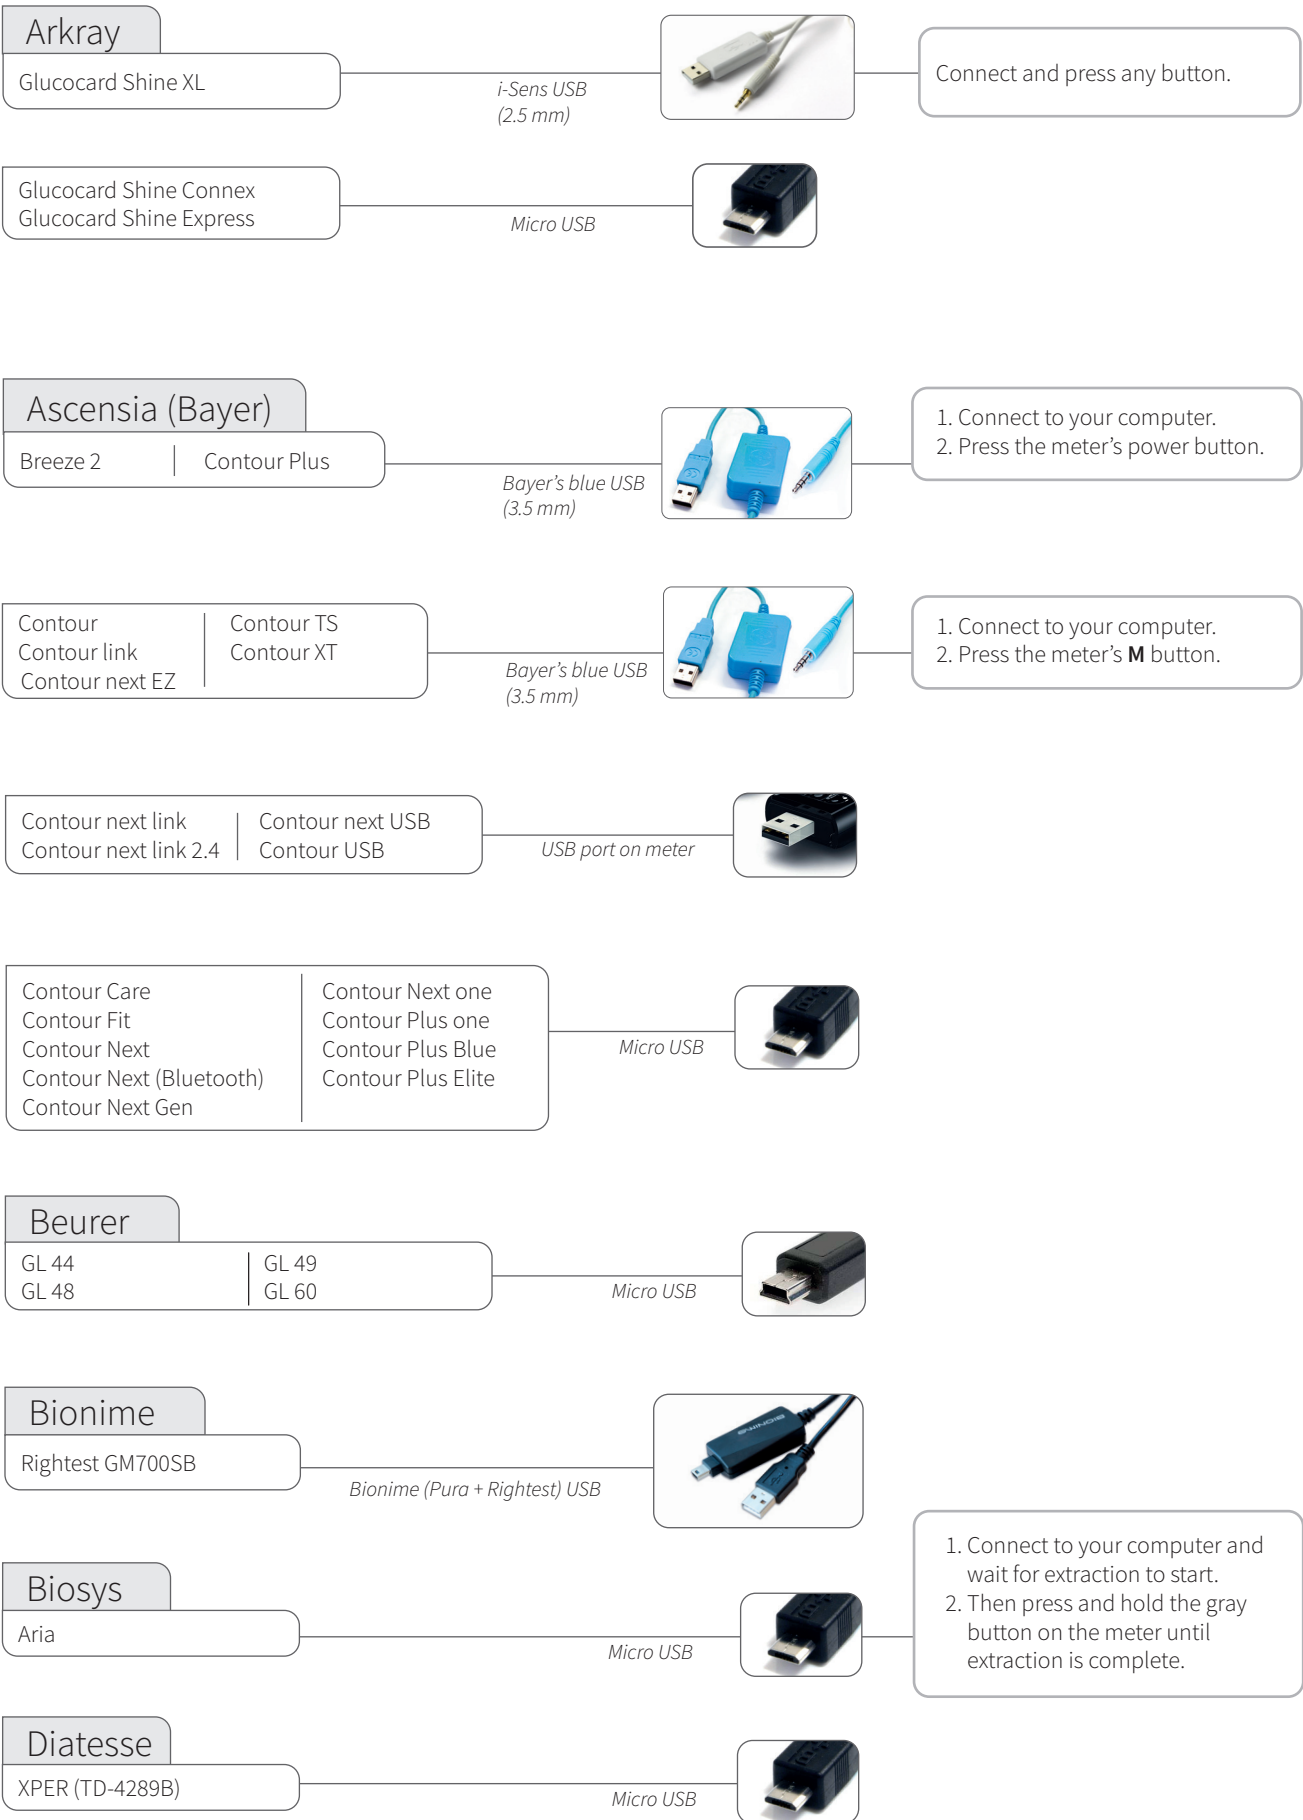 Arkray
Glucocard Shine XL
i-Sens USB
(2.5 mm)
Connect and press any button.
Glucocard Shine Connex
Glucocard Shine Express
Micro USB
Ascensia (Bayer)
Breeze 2
Contour Plus
Bayer’s blue USB
(3.5 mm)
1. Connect to your computer.
2. Press the meter’s power button.
Contour
Contour link
Contour next EZ
Contour TS
Contour XT
Bayer’s blue USB
(3.5 mm)
1. Connect to your computer.
2. Press the meter’s M button.
Contour next link
Contour next link 2.4
Contour next USB
Contour USB
USB port on meter
Contour Care
Contour Fit
Contour Next
Contour Next (Bluetooth)
Contour Next Gen
Contour Next one
Contour Plus one
Contour Plus Blue
Contour Plus Elite
Micro USB
Beurer
GL 44
GL 48
GL 49
GL 60
Micro USB
Bionime
Rightest GM700SB
Bionime (Pura + Rightest) USB
BIONIME
Biosys
Aria
Micro USB
1. Connect to your computer and
wait for extraction to start.
2. Then press and hold the gray
button on the meter until
extraction is complete.
Diatesse
XPER (TD-4289B)
Micro USB